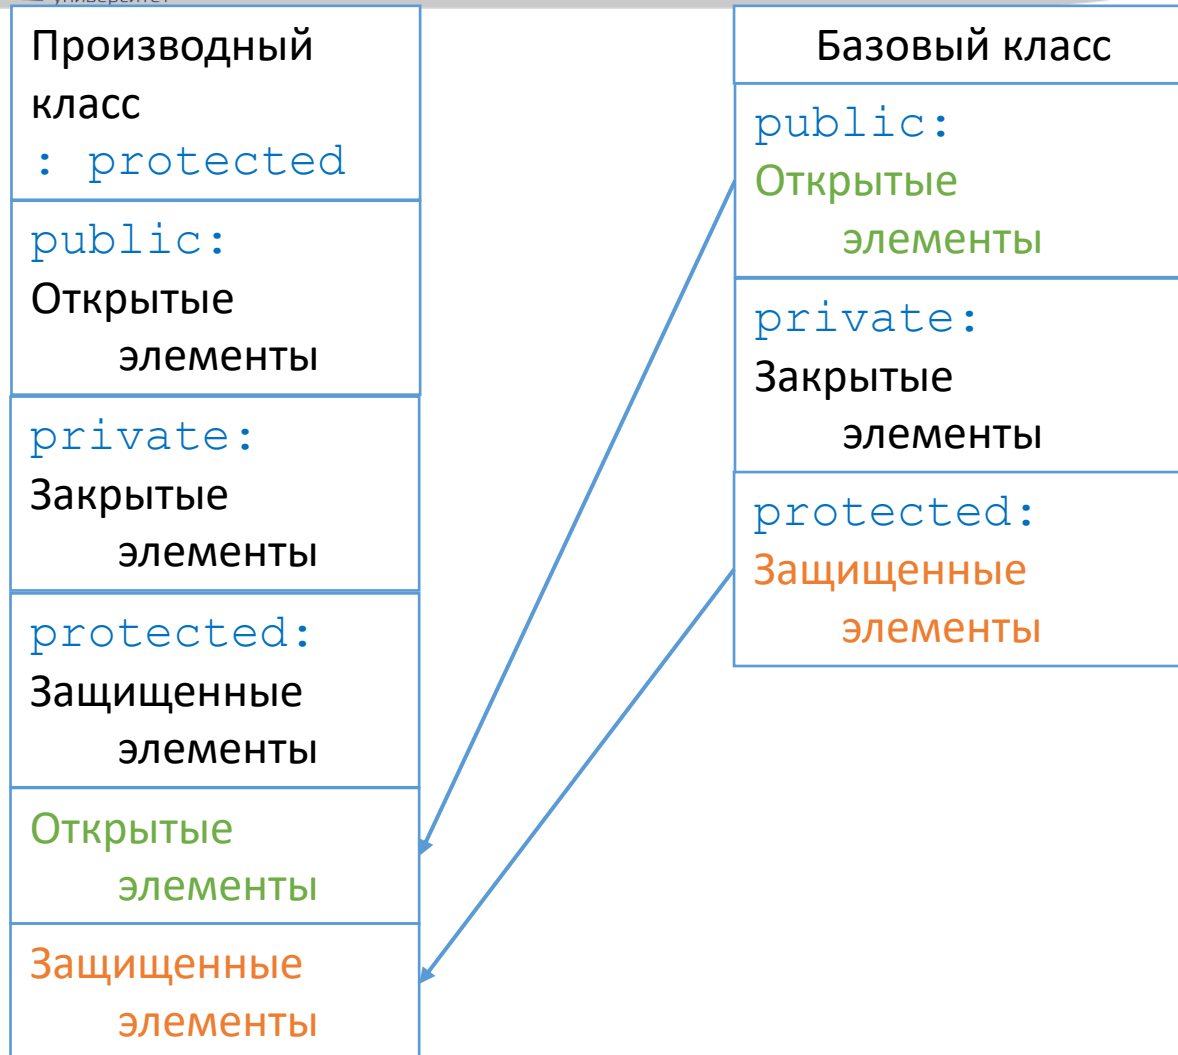 университет
Производный
класс
: protected
public:
Открытые
элементы
private:
Закрытые
элементы
protected:
Защищенные
элементы
Открытые
элементы
Защищенные
элементы
Базовый класс
public:
Открытые
элементы
private:
Закрытые
элементы
protected:
Защищенные
элементы